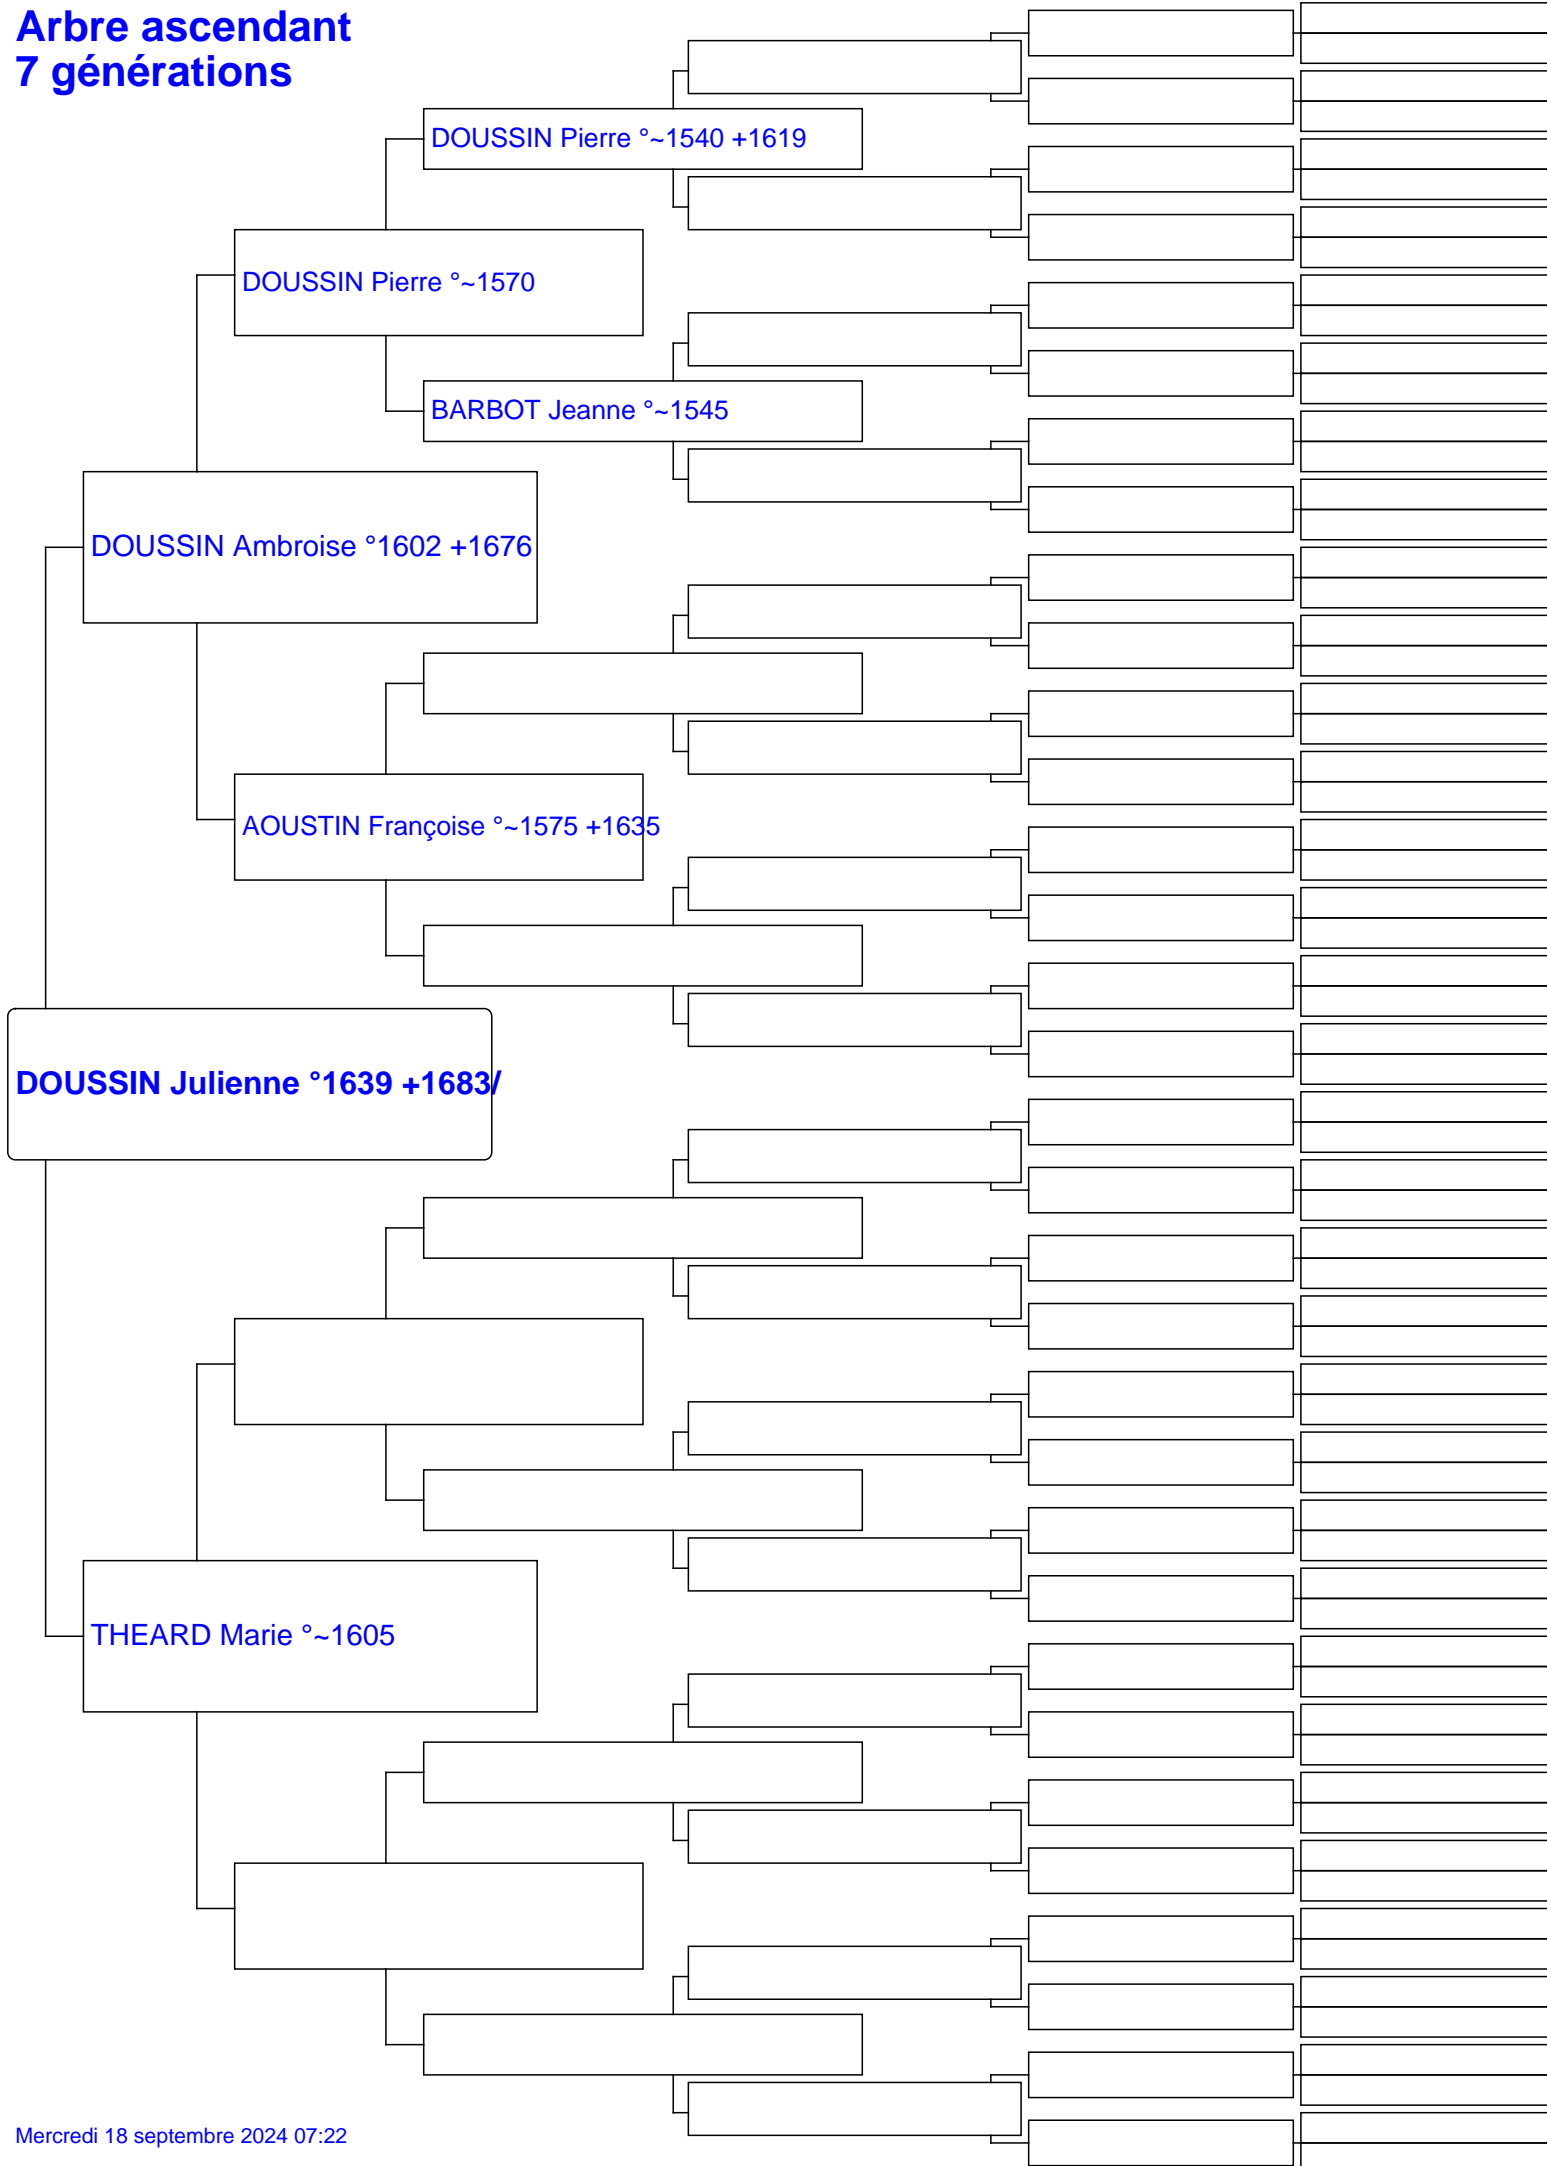 Arbre ascendant
7 générations
DOUSSIN Pierre °~1540 +1619
DOUSSIN Pierre °~1570
BARBOT Jeanne °~1545
DOUSSIN Ambroise °1602 +1676
AOUSTIN Françoise °~1575 +1635
DOUSSIN Julienne °1639 +1683/
THEARD Marie °~1605
Mercredi 18 septembre 2024 07:22